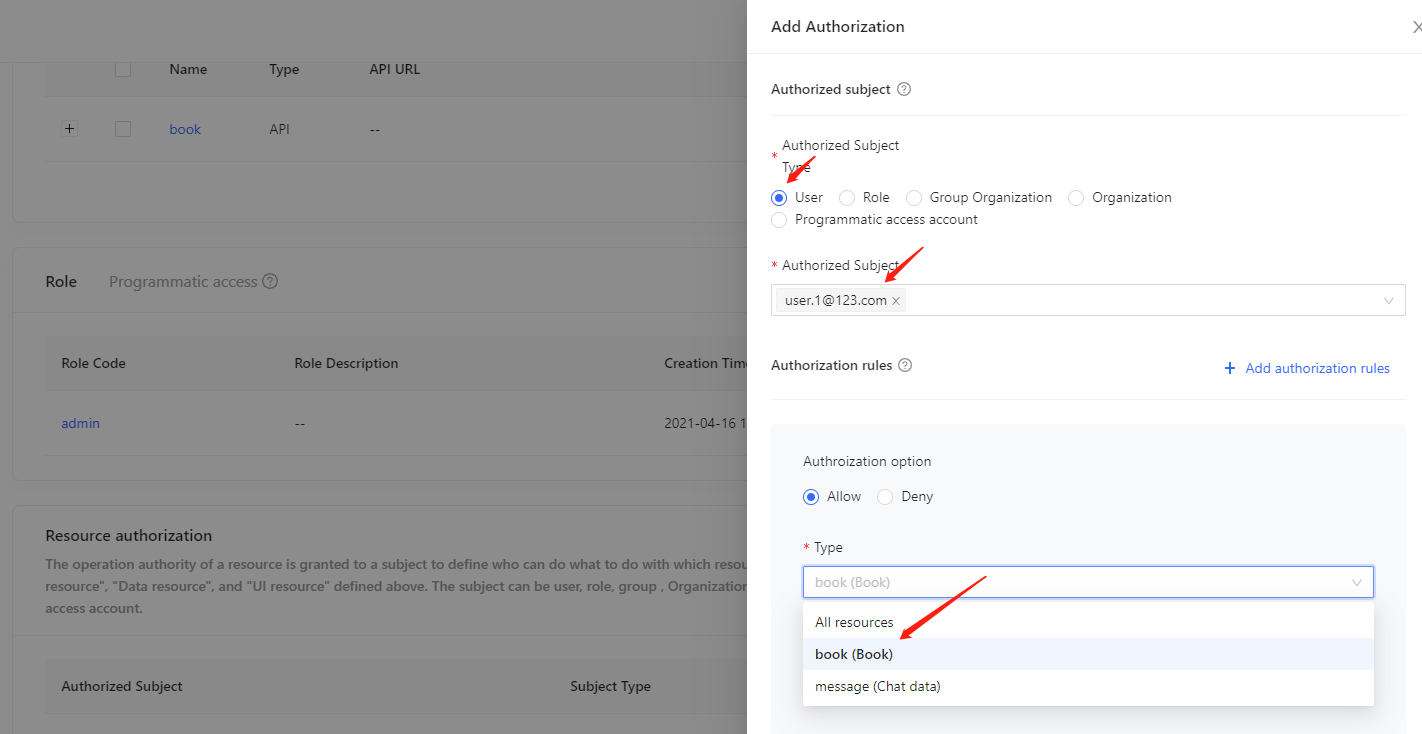 Name Type API URL
book API --
Role Programmatic access
Role Code Role Description Creation Time
admin -- 2021-04-16 1
Resource authorization
The operation authority of a resource is granted to a subject to define who can do what to do with which resou
resource", "Data resource", and "UI resource" defined above. The subject can be user, role, group , Organization
access account.
Authorized Subject Subject Type
Add Authorization
Authorized subject ?
* Authorized Subject
Type
User Role Group Organization Organization
Programmatic access account
* Authorized Subject
user.1@123.com
Authorization rules ? + Add authorization rules
Authroization option
Allow Deny
* Type
book (Book)
All resources
book (Book)
message (Chat data)